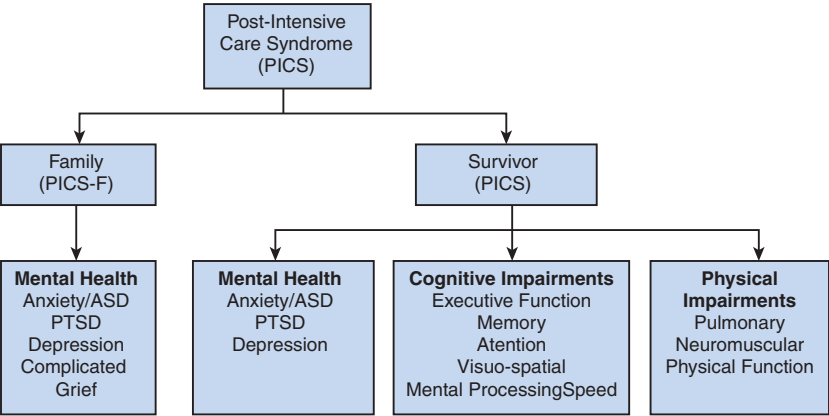 Post-Intensive
Care Syndrome
(PICS)
Family
(PICS-F)
Survivor
(PICS)
Mental Health
Anxiety/ASD
PTSD
Depression
Complicated
Grief
Mental Health
Anxiety/ASD
PTSD
Depression
Cognitive Impairments
Executive Function
Memory
Atention
Visuo-spatial
Mental ProcessingSpeed
Physical
Impairments
Pulmonary
Neuromuscular
Physical Function